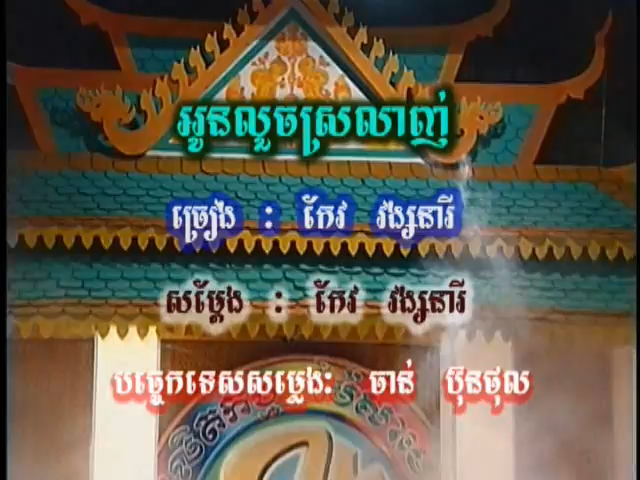 អូនលួចស្រលាញ់
ច្រៀង : កែវ វង្សនារី
សម្តែង : កែវ វង្សនារី
បច្ចេកទេសសម្លេង: ចាន់ ប៊ុនថុល